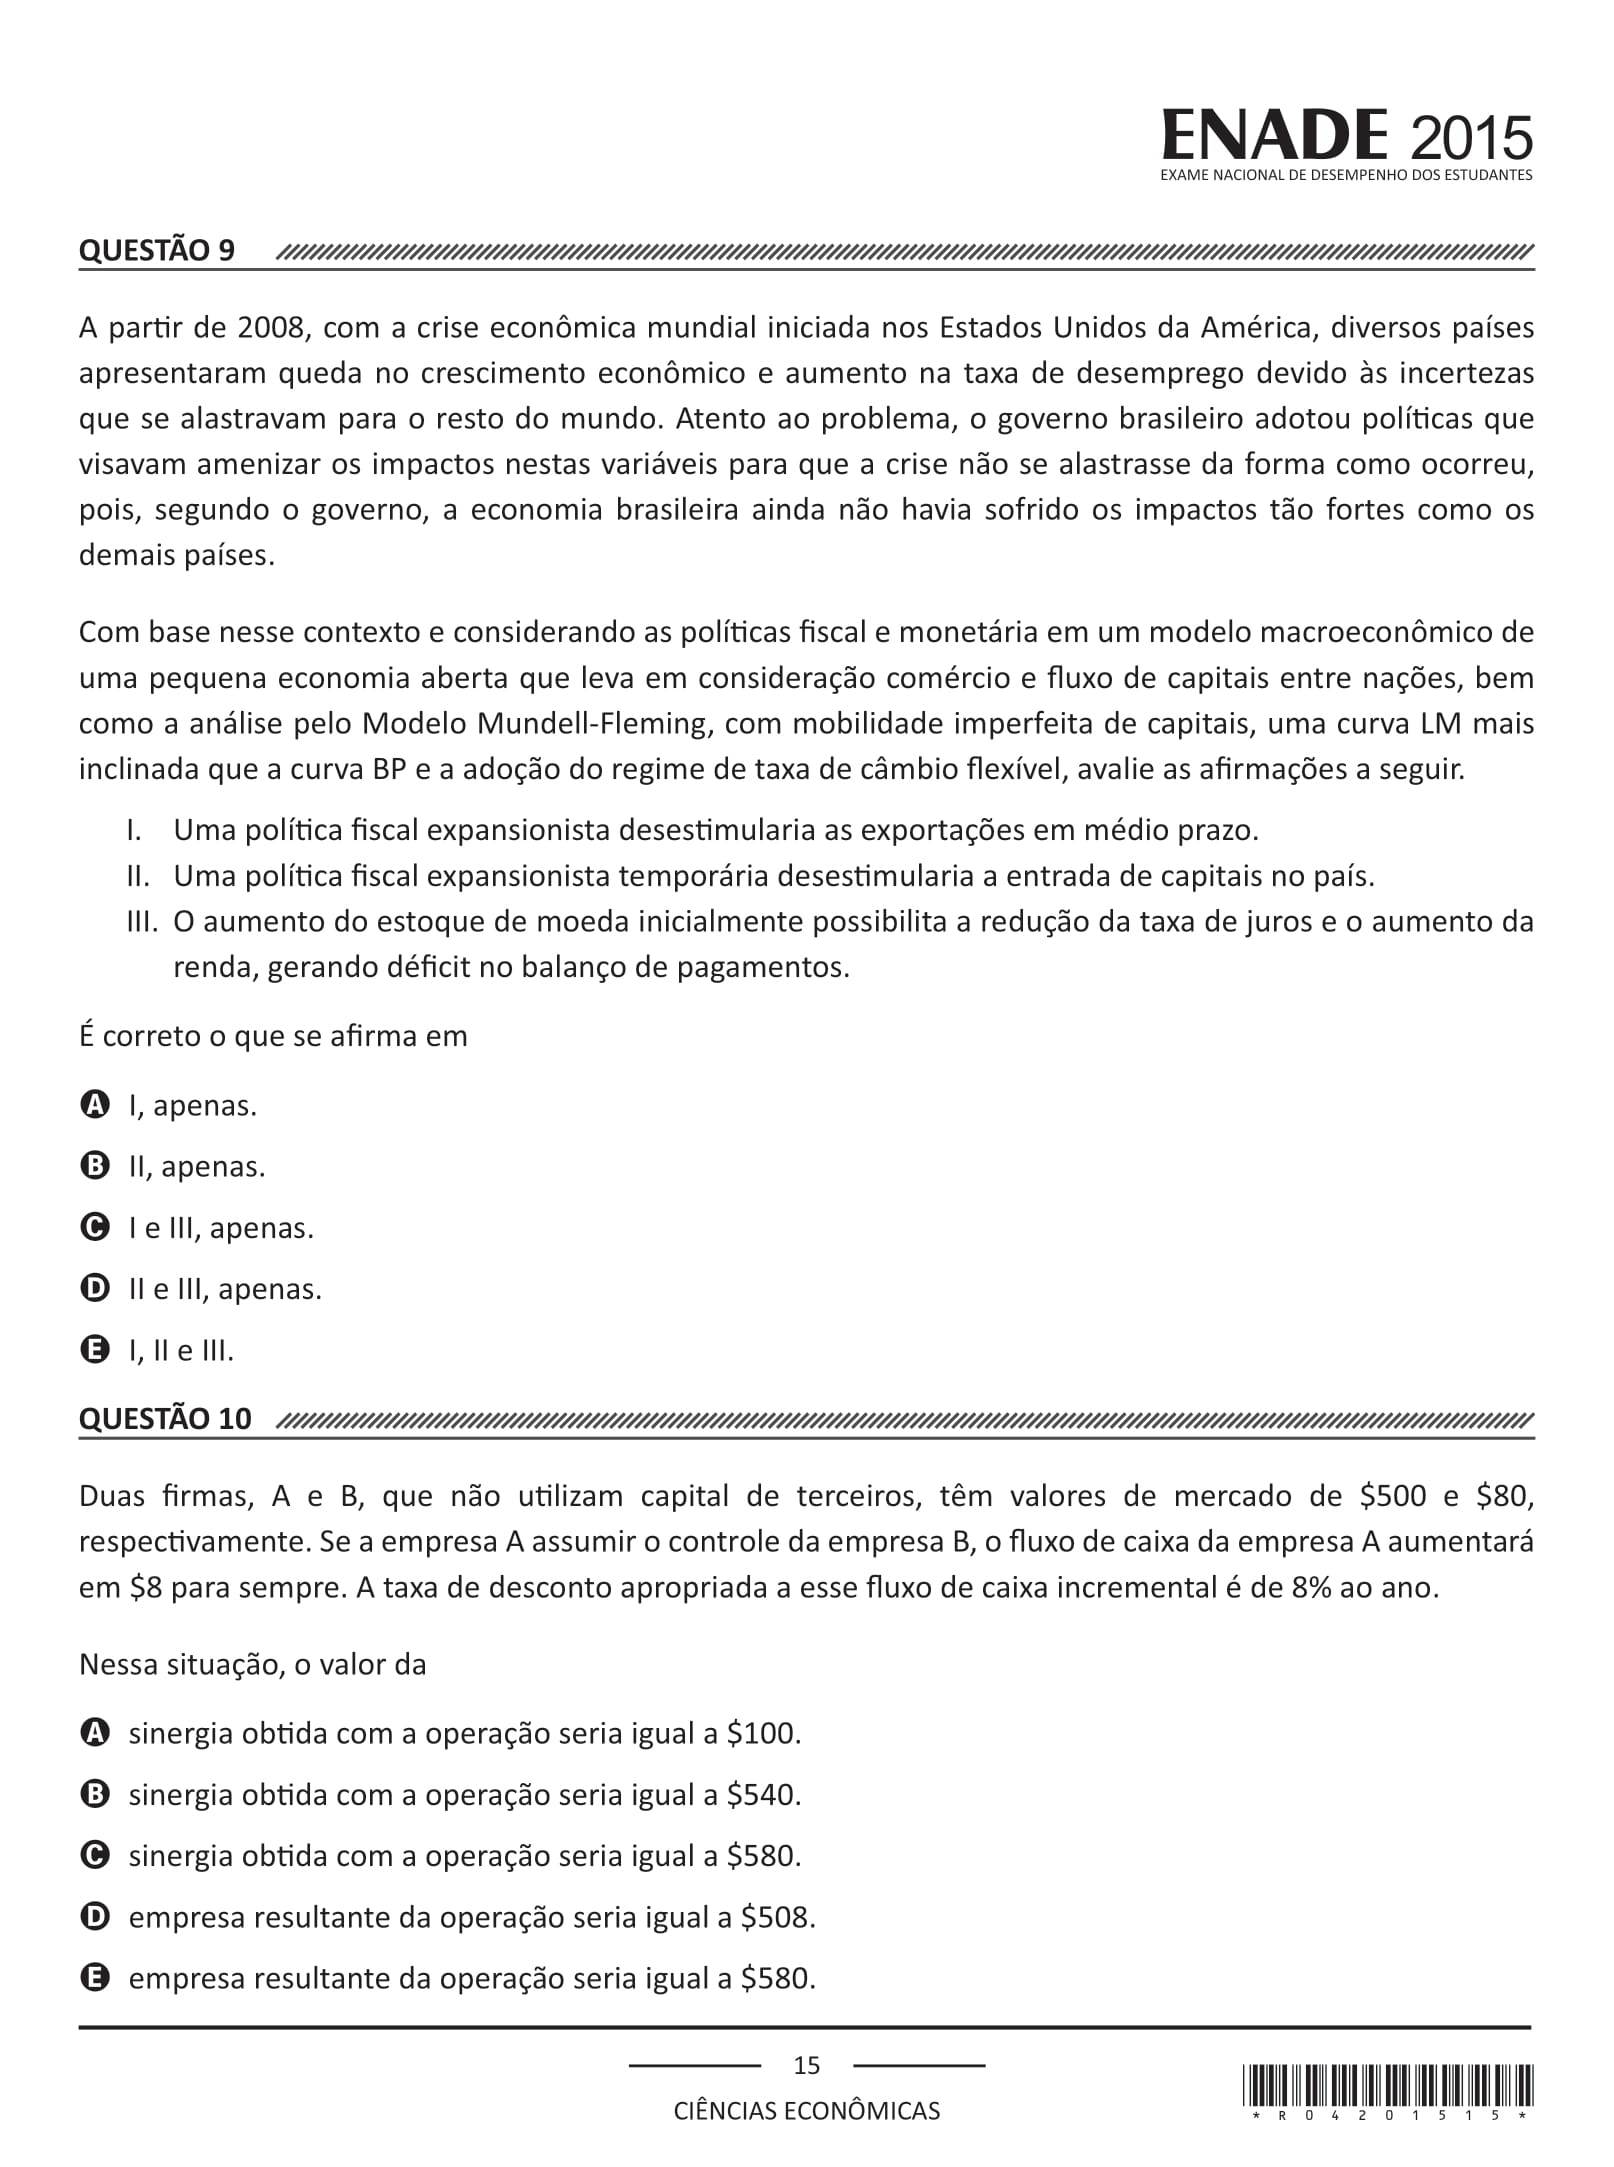 ENADE 2015
EXAME NACIONAL DE DESEMPENHO DOS ESTUDANTES
QUESTÃO 9
A partir de 2008, com a crise econômica mundial iniciada nos Estados Unidos da América, diversos países
apresentaram queda no crescimento econômico e aumento na taxa de desemprego devido às incertezas
que se alastravam para o resto do mundo. Atento ao problema, o governo brasileiro adotou políticas que
visavam amenizar os impactos nestas variáveis para que a crise não se alastrasse da forma como ocorreu,
pois, segundo o governo, a economia brasileira ainda não havia sofrido os impactos tão fortes como os
demais países.
Com base nesse contexto e considerando as políticas fiscal e monetária em um modelo macroeconômico de
uma pequena economia aberta que leva em consideração comércio e fluxo de capitais entre nações, bem
como a análise pelo Modelo Mundell-Fleming, com mobilidade imperfeita de capitais, uma curva LM mais
inclinada que a curva BP e a adoção do regime de taxa de câmbio flexível, avalie as afirmações a seguir.
I. Uma política fiscal expansionista desestimularia as exportações em médio prazo.
II. Uma política fiscal expansionista temporária desestimularia a entrada de capitais no país.
III. O aumento do estoque de moeda inicialmente possibilita a redução da taxa de juros e o aumento da
renda, gerando déficit no balanço de pagamentos.
É correto o que se afirma em
A I, apenas.
B II, apenas.
C I e III, apenas.
D II e III, apenas.
E I, II e III.
QUESTÃO 10
Duas firmas, A e B, que não utilizam capital de terceiros, têm valores de mercado de $500 e $80,
respectivamente. Se a empresa A assumir o controle da empresa B, o fluxo de caixa da empresa A aumentará
em $8 para sempre. A taxa de desconto apropriada a esse fluxo de caixa incremental é de 8% ao ano.
Nessa situação, o valor da
A sinergia obtida com a operação seria igual a $100.
B sinergia obtida com a operação seria igual a $540.
C sinergia obtida com a operação seria igual a $580.
D empresa resultante da operação seria igual a $508.
E empresa resultante da operação seria igual a $580.
15
CIÊNCIAS ECONÔMICAS
* R 0 4 2 0 1 5 1 5 *